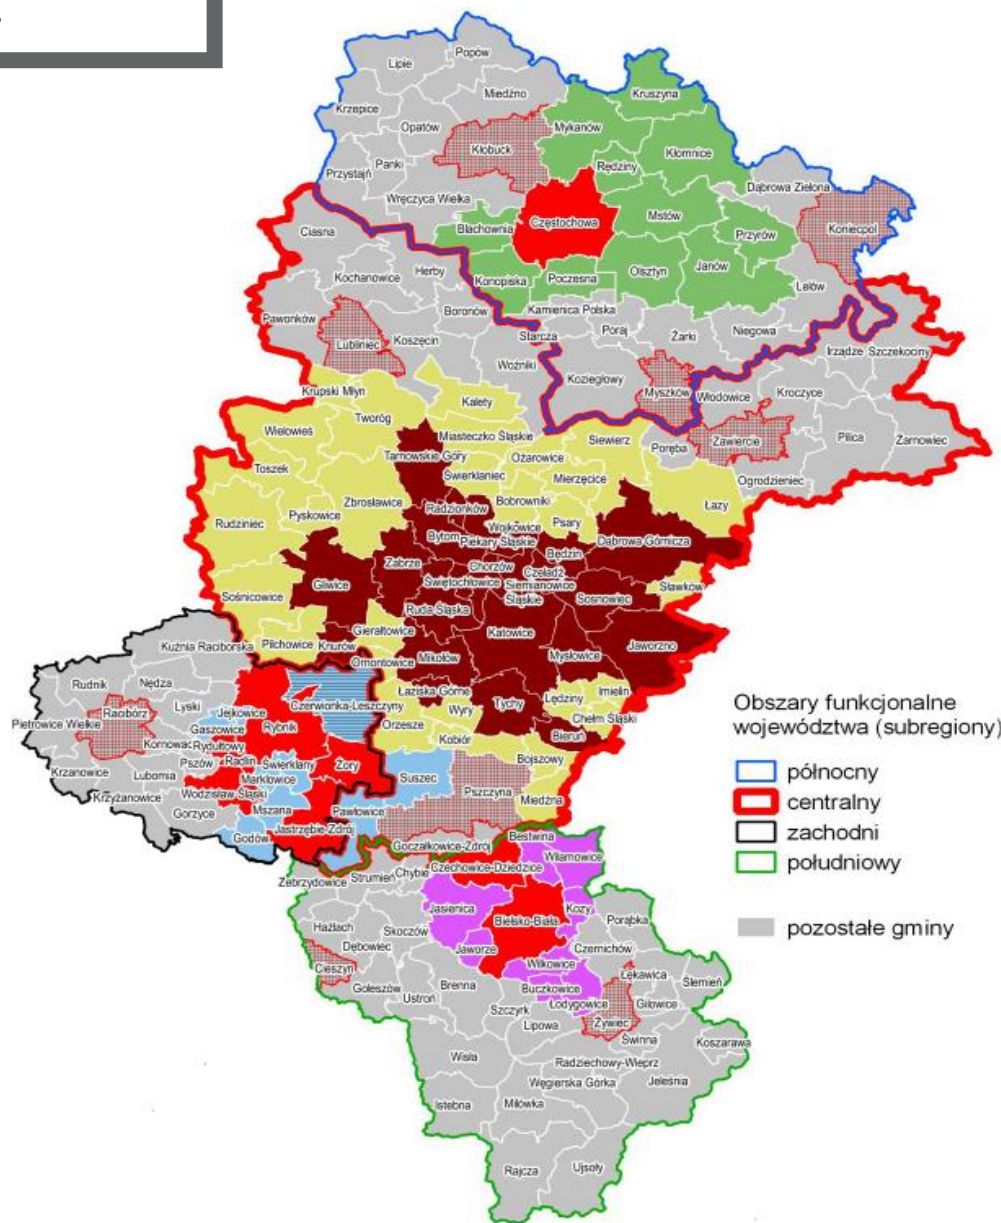 Popów
Lipie
Miedźno
Kruszyna
Krzepice
Opatów
Mykanów
Kłobuck
Kłomnice
Rędziny
Panki
Przystajń
Dąbrowa Zielona
Wręczyca Wielka
Mstów
Częstochowa
Koniecpol
Blachownia
Przyrów
Ciasna
Herby
Olsztyn
Janów
Kochanowice
Konopiska
Poczesna
Lelów
Boronów
Kamienica Polska
Pawonków
Poraj
Niegowa
Starcza
Żarki
Lubliniec
Koszęcin
Irządze
Szczekociny
Woźniki
Koziegłowy
Krupski Młyn
Myszków
Włodowice
Kroczyce
Kalety
Tworóg
Wielowieś
Miasteczko Śląskie
Siewierz
Zawiercie
Pilica
Żarnowiec
Poręba
Tarnowskie Góry
Ożarowice
Toszek
Świerklaniec
Mierzęcice
Ogrodzieniec
Zbrosławice
Bobrowniki
Łazy
Radzionków
Pyskowice
Rudziniec
Wojkowice
Psary
Bytom
Piekary Śląskie
Dąbrowa Górnicza
Będzin
Zabrze
Chorzów
Czeladź
Gliwice
Świętochłowice
Siemianowice
Śląskie
Sławków
Sosnowiec
Sośnicowice
Ruda Śląska
Gierałtowice
Katowice
Pilchowice
Knurów
Kuźnia Raciborska
Mikołów
Mysłowice
Jaworzno
Ornontowice
Nędza
Rudnik
Łaziska Górne
Lędziny
Imielin
Lyski
Czerwionka-Leszczyny
Tychy
Racibórz
Jejkowice
Wyry
Pietrowice Wielkie
Gaszowice
Rybnik
Orzesze
Chełm Śląski
Kornowac
Rydułtowy
Kobiór
Bieruń
Pszów
Radlin
Świerklany
Żory
Bojszowy
Krzanowice
Lubomia
Marklowice
Suszec
Krzyżanowice
Wodzisław Śląski
Pszczyna
Miedźna
Gorzyce
Mszana
Pawłowice
Jastrzębie-Zdrój
Godów
Bestwina
Goczałkowice-Zdrój
Wilamowice
Chybie
Czechowice-Dziedzice
Zebrzydowice
Strumień
Jasienica
Kozy
Bielsko-Biała
Porąbka
Hażlach
Skoczów
Dębowiec
Jaworze
Czernichów
Wilkowice
Cieszyn
Łękawica
Goleszów
Brenna
Buczkowice
Ślemień
Ustroń
Łodygowice
Gilowice
Szczyrk
Żywiec
Lipowa
Świnna
Koszarawa
Wisła
Radziechowy-Wieprz
Węgierska Górka
Jeleśnia
Istebna
Milówka
Rajcza
Ujsoły
Obszary funkcjonalne
województwa (subregiony)
północny
centralny
zachodni
południowy
pozostałe gminy